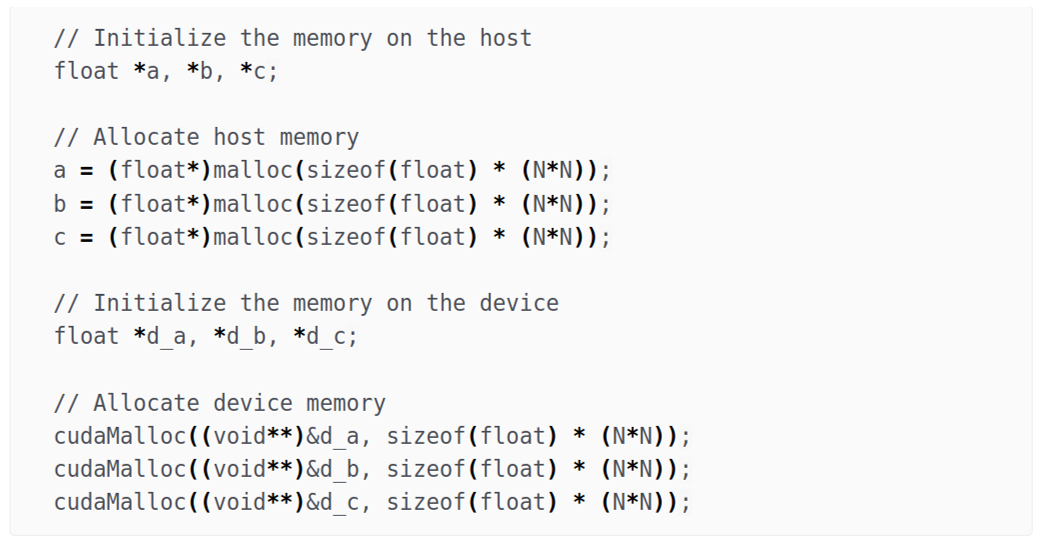 // Initialize the memory on the host
float *a, *b, *c;
// Allocate host memory
a = (float*)malloc(sizeof(float) * (N*N));
b = (float*)malloc(sizeof(float) * (N*N));
c = (float*)malloc(sizeof(float) * (N*N));
// Initialize the memory on the device
float *d_a, *d_b, *d_c;
// Allocate device memory
cudaMalloc((void**)&d_a, sizeof(float) * (N*N));
cudaMalloc((void**)&d_b, sizeof(float) * (N*N));
cudaMalloc((void**)&d_c, sizeof(float) * (N*N));